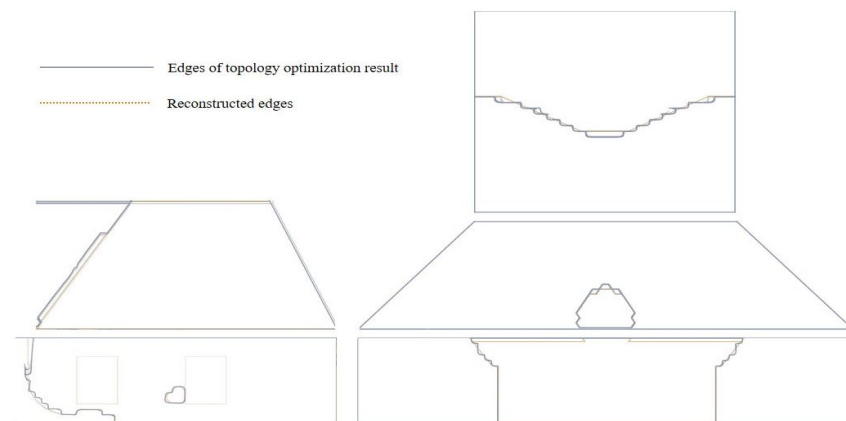 Edges of topology optimization result
Reconstructed edges